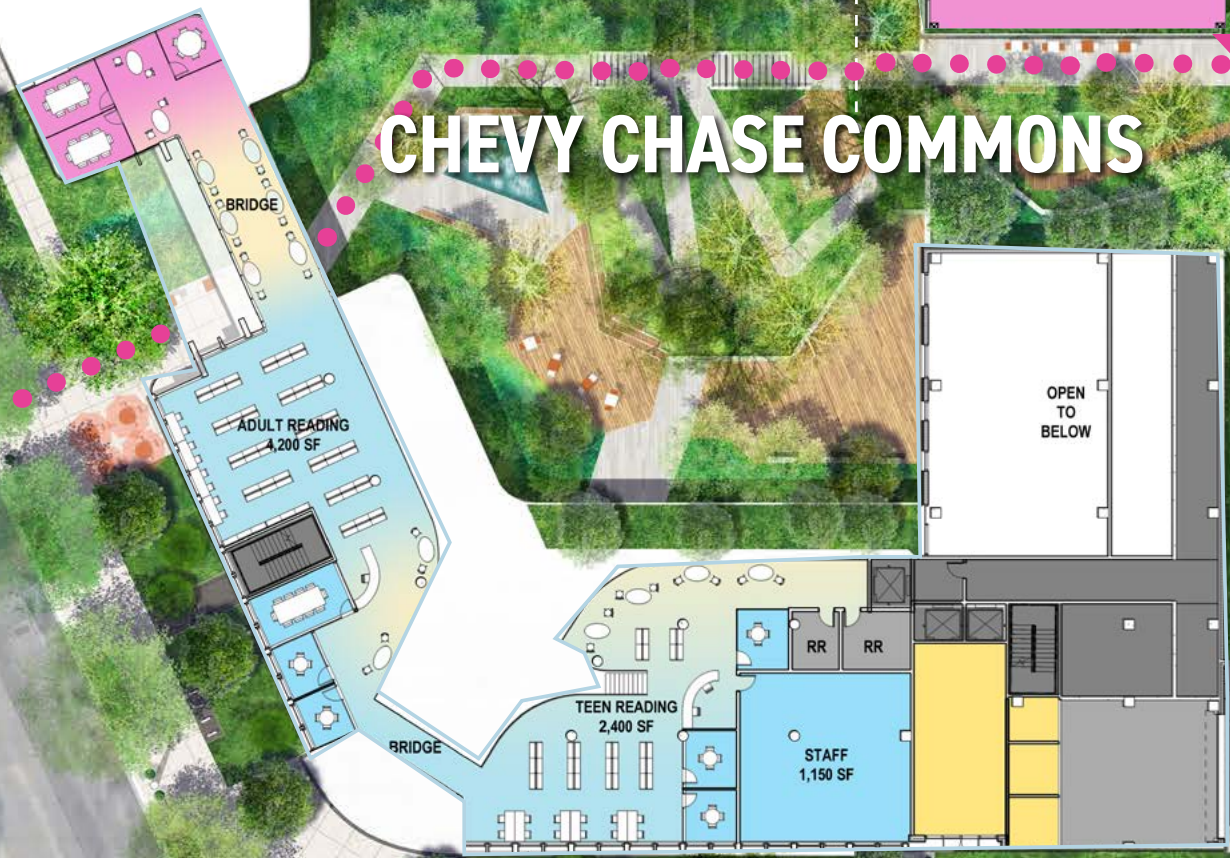 CHEVY CHASE COMMONS
BRIDGE
ADULT READING
4,200 SF
OPEN
TO
BELOW
RR
RR
TEEN READING
2,400 SF
BRIDGE
STAFF
1,150 SF